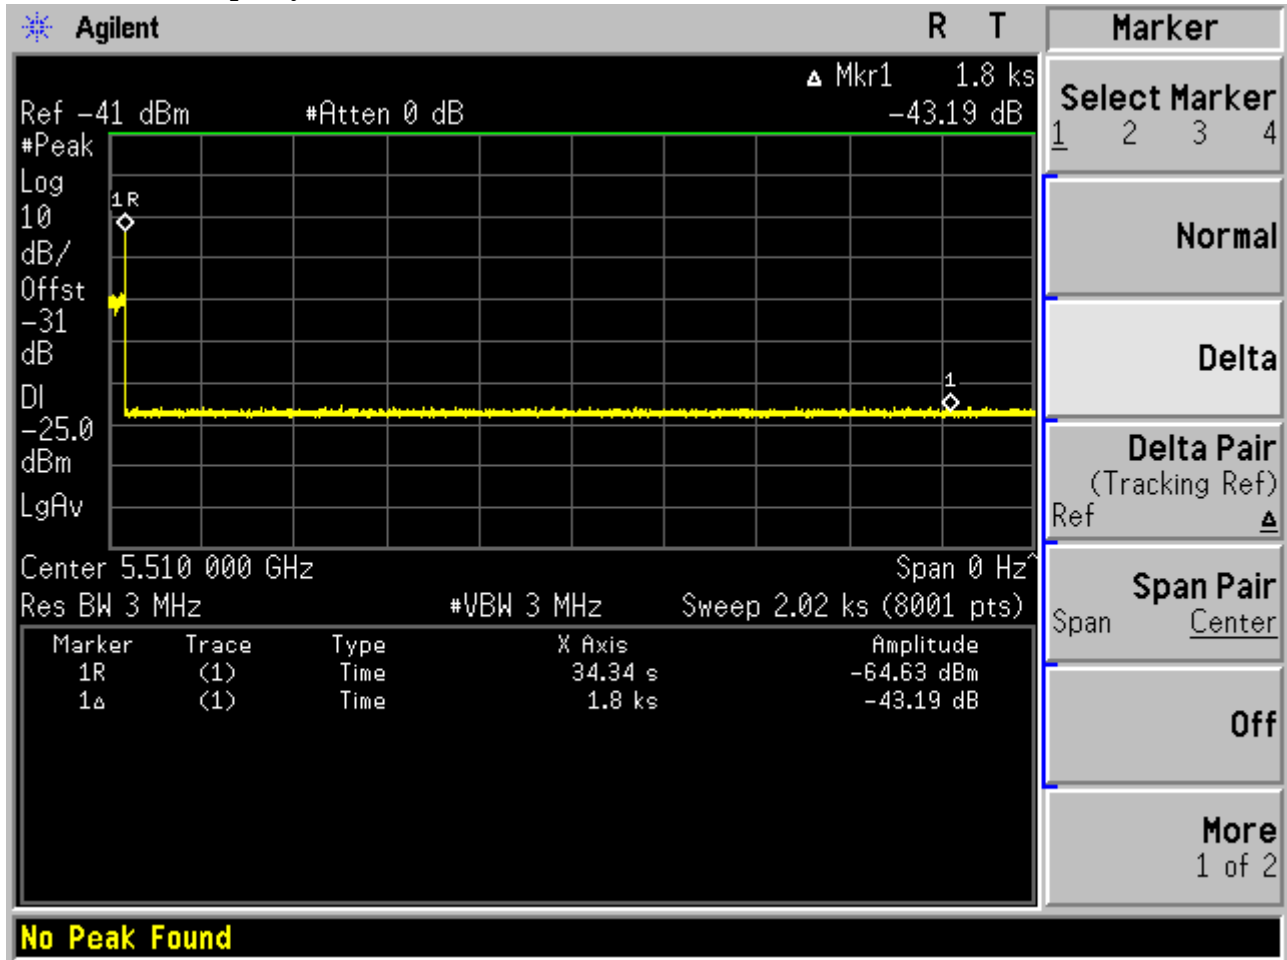 Agilent R T
Marker
Δ Mkr1 1.8 ks
Ref −41 dBm #Atten 0 dB −43.19 dB
#Peak
Log
10
dB/
Offst
−31
dB
DI
−25.0
dBm
LgAv
1R
1
Center 5.510 000 GHz Span 0 Hz^
Res BW 3 MHz #VBW 3 MHz Sweep 2.02 ks (8001 pts)
Marker Trace Type X Axis Amplitude
1R (1) Time 34.34 s −64.63 dBm
1Δ (1) Time 1.8 ks −43.19 dB
No Peak Found
Select Marker
1 2 3 4
Normal
Delta
Delta Pair
(Tracking Ref)
Ref Δ
Span Pair
Span Center
Off
More
1 of 2